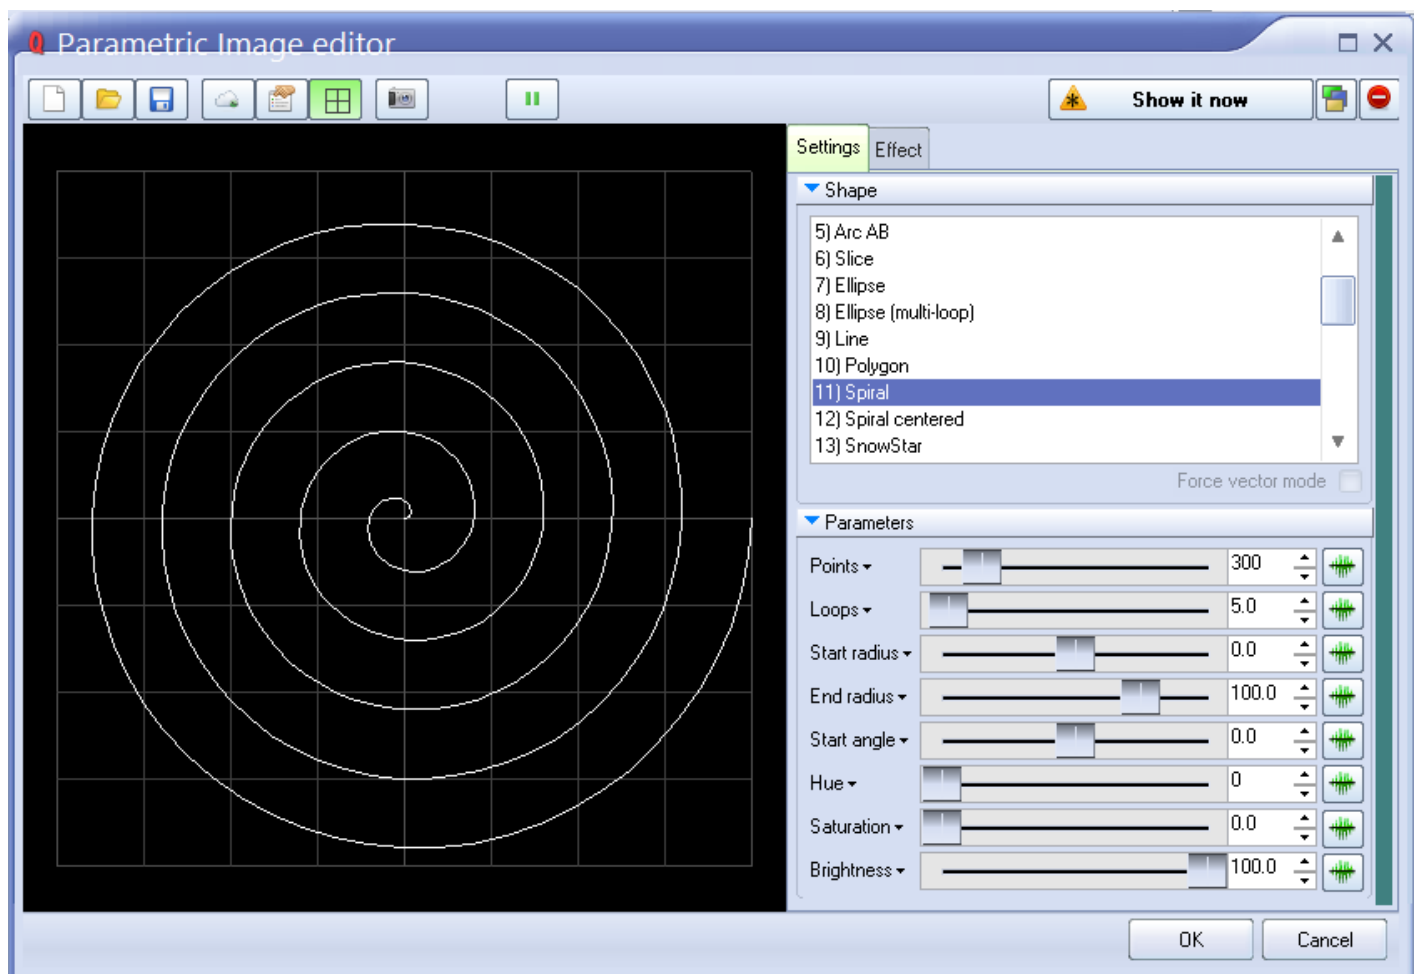 Parametric Image editor
Show it now
Settings Effect
Shape
5) Arc AB
6) Slice
7) Ellipse
8) Ellipse (multi-loop)
9) Line
10) Polygon
11) Spiral
12) Spiral centered
13) SnowStar
Force vector mode
Parameters
Points 300
Loops 5.0
Start radius 0.0
End radius 100.0
Start angle 0.0
Hue 0
Saturation 0.0
Brightness 100.0
OK Cancel